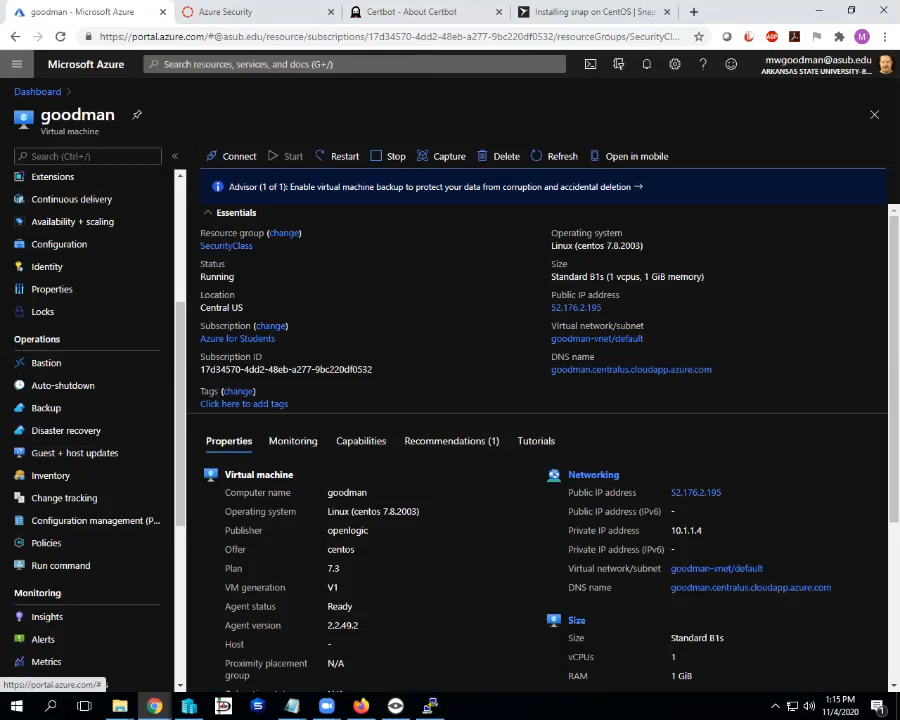 goodman - Microsoft Azure
Azure Security
Certbot - About Certbot
Installing snap on CentOS | Snap
https://portal.azure.com/#@asub.edu/resource/subscriptions/17d34570-4dd2-48eb-a277-9bc220df0532/resourceGroups/SecurityCl...
ABP
M
Microsoft Azure
Search resources, services, and docs (G+/)
mwgoodman@asub.edu
ARKANSAS STATE UNIVERSITY-B...
Dashboard >
goodman
Virtual machine
Search (Ctrl+/)
«
Connect
Start
Restart
Stop
Capture
Delete
Refresh
Open in mobile
Advisor (1 of 1): Enable virtual machine backup to protect your data from corruption and accidental deletion →
Extensions
Continuous delivery
Availability + scaling
Configuration
Identity
Properties
Locks
Operations
Bastion
Auto-shutdown
Backup
Disaster recovery
Guest + host updates
Inventory
Change tracking
Configuration management (P...
Policies
Run command
Monitoring
Insights
Alerts
Metrics
https://portal.azure.com/#
Essentials
Resource group (change)
SecurityClass
Status
Running
Location
Central US
Subscription (change)
Azure for Students
Subscription ID
17d34570-4dd2-48eb-a277-9bc220df0532
Tags (change)
Click here to add tags
Operating system
Linux (centos 7.8.2003)
Size
Standard B1s (1 vcpus, 1 GiB memory)
Public IP address
52.176.2.195
Virtual network/subnet
goodman-vnet/default
DNS name
goodman.centralus.cloudapp.azure.com
Properties
Monitoring
Capabilities
Recommendations (1)
Tutorials
Virtual machine
Computer name goodman
Operating system Linux (centos 7.8.2003)
Publisher openlogic
Offer centos
Plan 7.3
VM generation V1
Agent status Ready
Agent version 2.2.49.2
Host -
Proximity placement group N/A
Networking
Public IP address 52.176.2.195
Public IP address (IPv6) -
Private IP address 10.1.1.4
Private IP address (IPv6) -
Virtual network/subnet goodman-vnet/default
DNS name goodman.centralus.cloudapp.azure.com
Size
Size Standard B1s
vCPUs 1
RAM 1 GiB
1:15 PM
11/4/2020
1